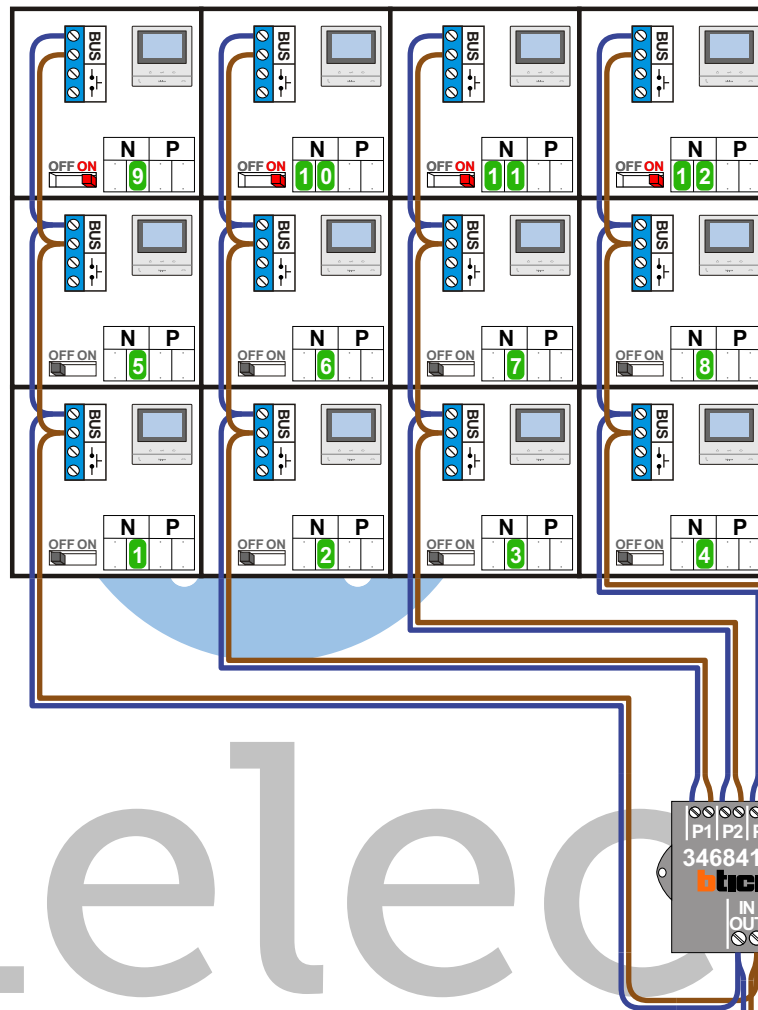 BUS BUS BUS BUS
N P N P N P N P
OFF ON OFF ON OFF ON OFF ON
9 10 11 12
BUS BUS BUS BUS
N P N P N P N P
OFF ON OFF ON OFF ON OFF ON
5 6 7 8
BUS BUS BUS BUS
N P N P N P N P
OFF ON OFF ON OFF ON OFF ON
1 2 3 4
elec
P1 P2
346841
IN
OUT